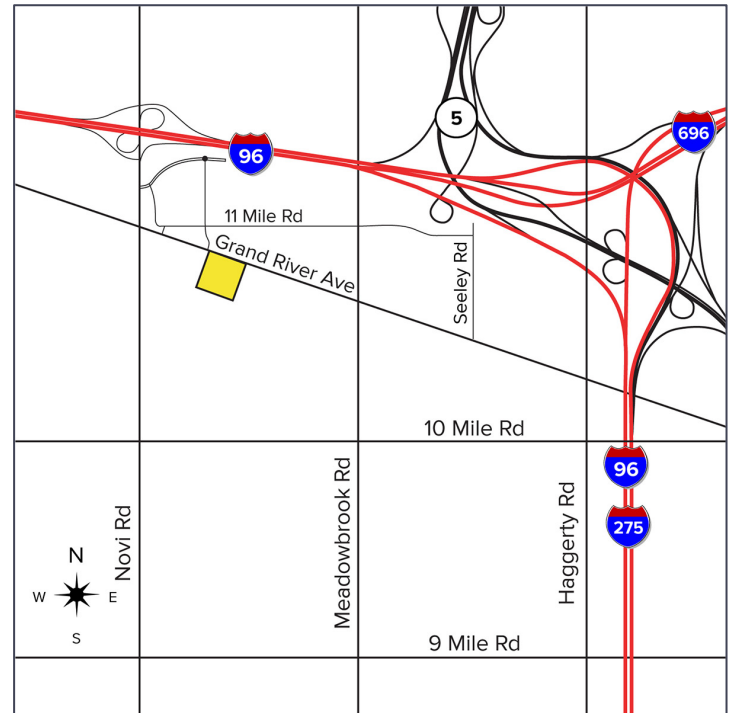 5
696
96
11 Mile Rd
Grand River Ave
Seeley Rd
10 Mile Rd
96
275
Novi Rd
Meadowbrook Rd
Haggerty Rd
N
W
E
S
9 Mile Rd